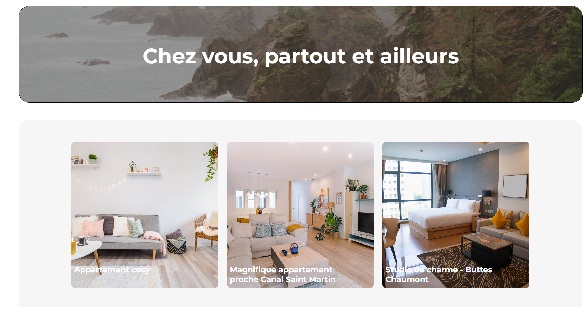 Chez vous, partout et ailleurs
Appartement cosy
Magnifique appartement
proche Canal Saint Martin
Studio de charme - Buttes
Chaumont